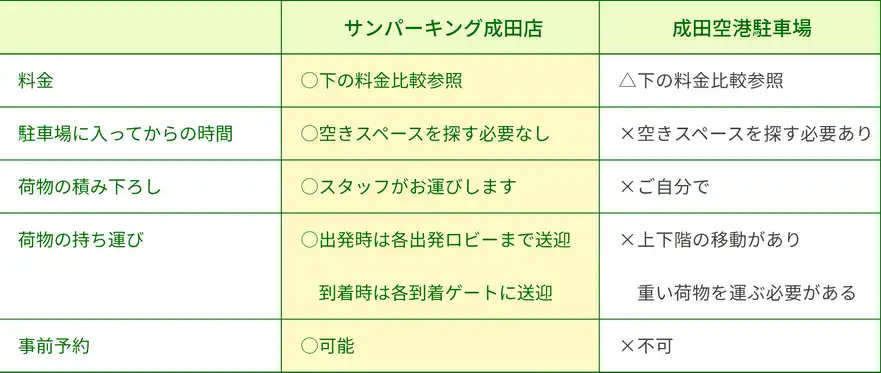 サンパーキング成田店 成田空港駐車場
料金 ○下の料金比較参照 △下の料金比較参照
駐車場に入ってからの時間 ○空きスペースを探す必要なし ×空きスペースを探す必要あり
荷物の積み下ろし ○スタッフがお運びします ×ご自分で
荷物の持ち運び ○出発時は各出発ロビーまで送迎 ×上下階の移動があり
到着時は各到着ゲートに送迎 重い荷物を運ぶ必要がある
事前予約 ○可能 ×不可